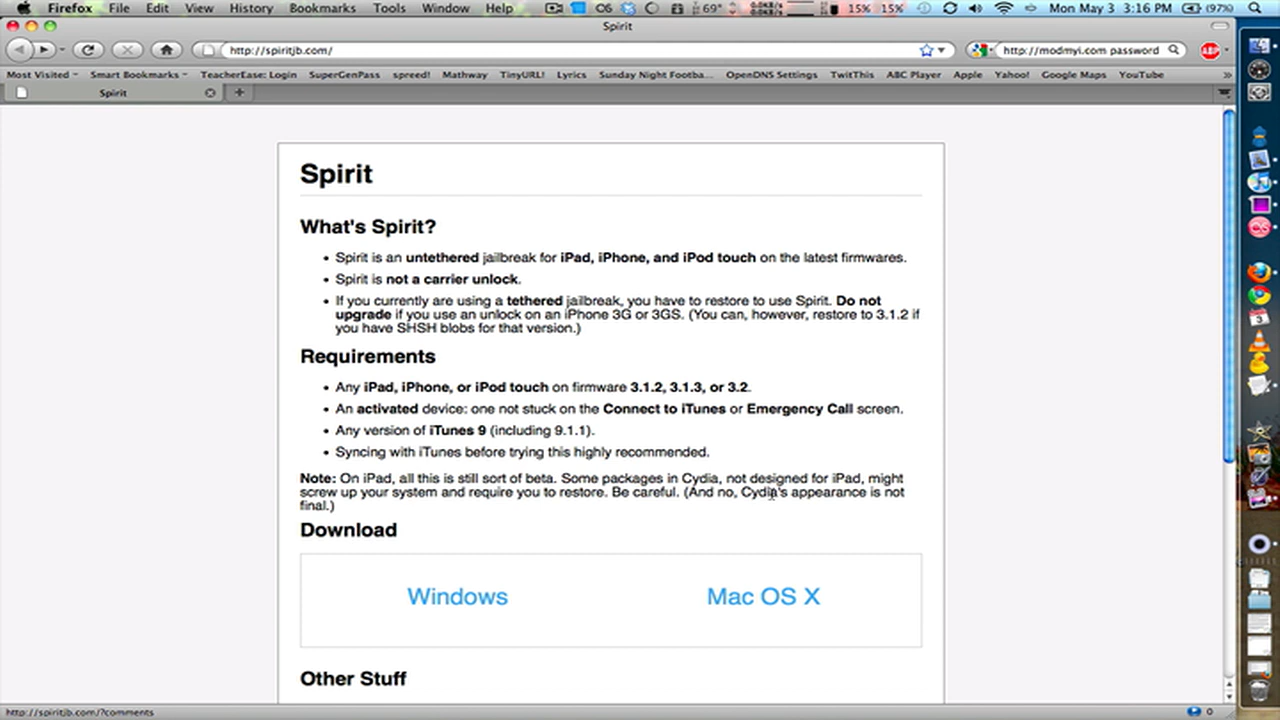 Firefox File Edit View History Bookmarks Tools Window Help 69° 15% 15% Mon May 3 3:16 PM (97%)
Spirit
http://spiritjb.com/ http://modmyi.com password ABP
Most Visited Smart Bookmarks TeacherEase: Login SuperGenPass spreed! Mathway TinyURL! Lyrics Sunday Night Footba... OpenDNS Settings TwitThis ABC Player Apple Yahoo! Google Maps YouTube »
Spirit
Spirit
What's Spirit?
• Spirit is an untethered jailbreak for iPad, iPhone, and iPod touch on the latest firmwares.
• Spirit is not a carrier unlock.
• If you currently are using a tethered jailbreak, you have to restore to use Spirit. Do not
upgrade if you use an unlock on an iPhone 3G or 3GS. (You can, however, restore to 3.1.2 if
you have SHSH blobs for that version.)
Requirements
• Any iPad, iPhone, or iPod touch on firmware 3.1.2, 3.1.3, or 3.2.
• An activated device: one not stuck on the Connect to iTunes or Emergency Call screen.
• Any version of iTunes 9 (including 9.1.1).
• Syncing with iTunes before trying this highly recommended.
Note: On iPad, all this is still sort of beta. Some packages in Cydia, not designed for iPad, might
screw up your system and require you to restore. Be careful. (And no, Cydia's appearance is not
final.)
Download
Windows Mac OS X
Other Stuff
http://spiritjb.com/?comments 0